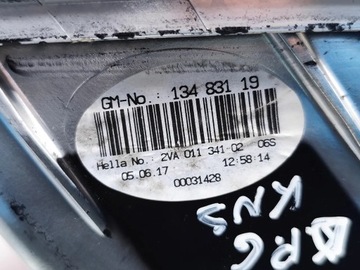 GM-No.: 134 831 19
Hella No.: 2VA 011 341-02 06S
05.06.17 12:58:14
00031428
KNS